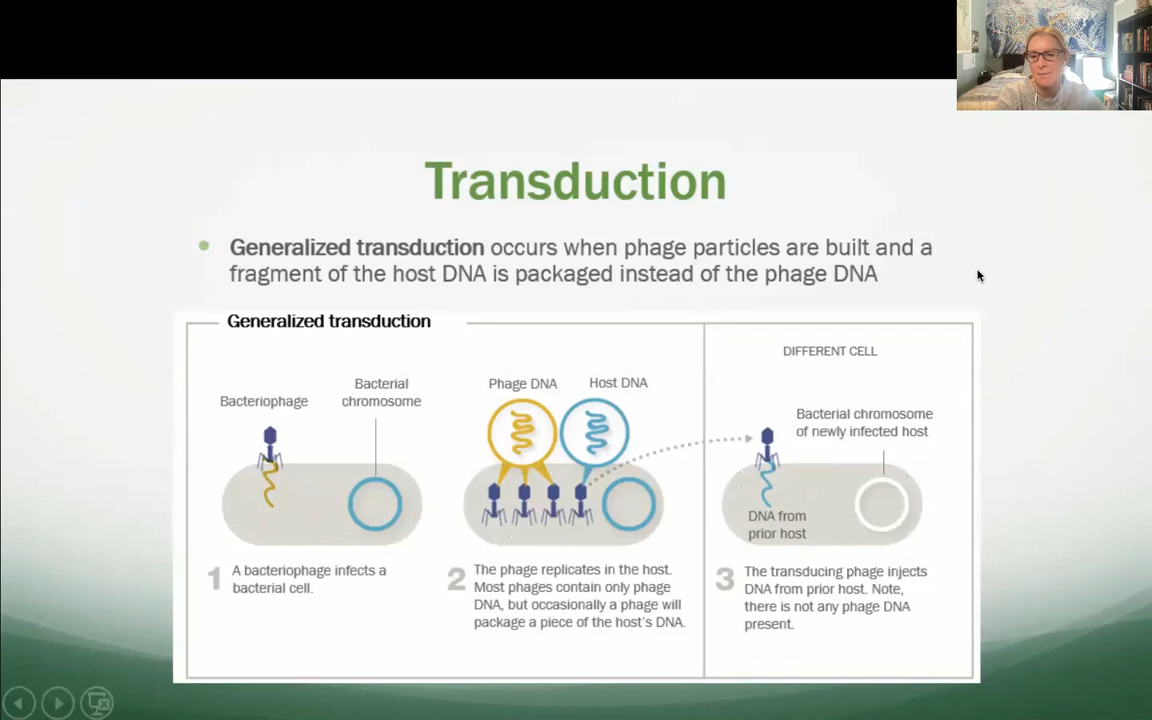 Transduction
Generalized transduction occurs when phage particles are built and a
fragment of the host DNA is packaged instead of the phage DNA
Generalized transduction
Bacteriophage
Bacterial
chromosome
1 A bacteriophage infects a
bacterial cell.
Phage DNA
Host DNA
2 The phage replicates in the host.
Most phages contain only phage
DNA, but occasionally a phage will
package a piece of the host's DNA.
DIFFERENT CELL
Bacterial chromosome
of newly infected host
DNA from
prior host
3 The transducing phage injects
DNA from prior host. Note,
there is not any phage DNA
present.